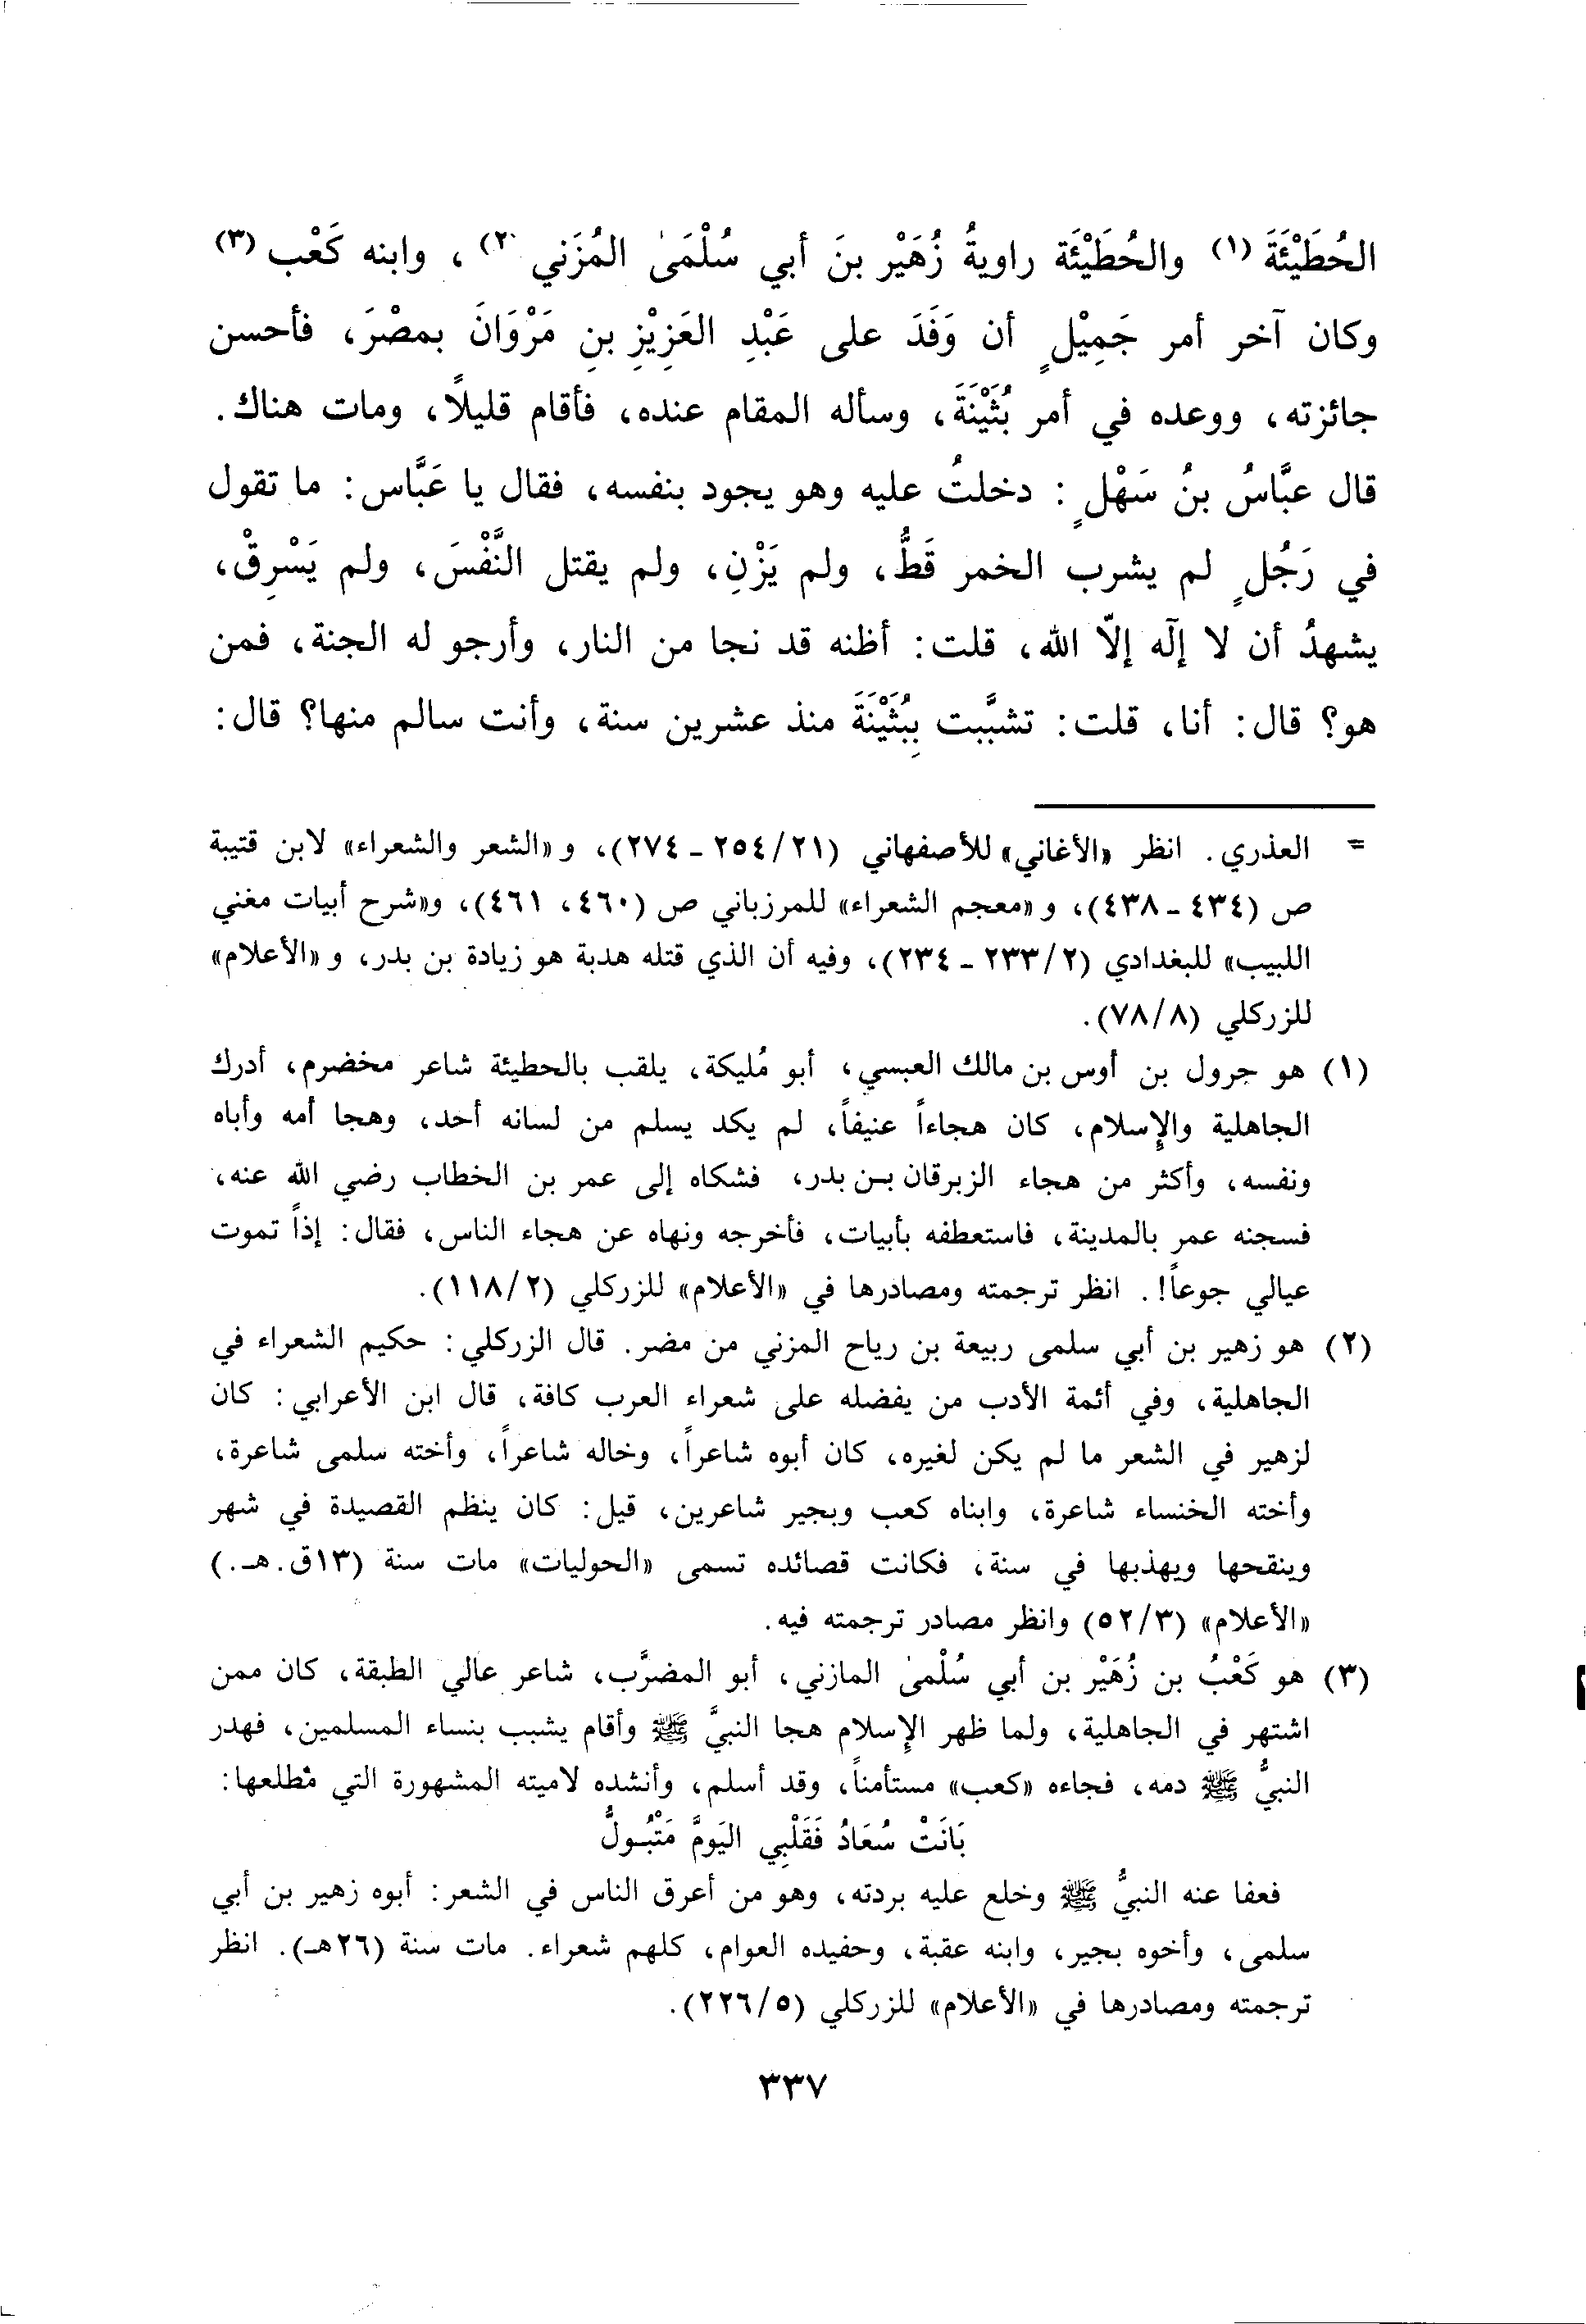 الحُطَيْئَةَ (١) والحُطَيْئَة راويةُ زُهَيْر بنَ أبي سُلْمَىٰ المُزَني (٢) ، وابنه كَعْب (٣)
وكان آخر أمر جَمِيْلٍ أن وَفَدَ على عَبْدِ العَزِيْزِ بنِ مَرْوَانَ بمصْرَ، فأحسن
جائزته، ووعده في أمر بُثَيْنَةَ، وسأله المقام عنده، فأقام قليلاً، ومات هناك.
قال عبَّاسُ بنُ سَهْلٍ : دخلتُ عليه وهو يجود بنفسه، فقال يا عَبَّاس: ما تقول
في رَجُلٍ لم يشرب الخمر قَطُّ، ولم يَزْنِ، ولم يقتل النَّفْسَ، ولم يَسْرِقْ،
يشهدُ أن لا إلَه إلاّ الله، قلت: أظنه قد نجا من النار، وأرجو له الجنة، فمن
هو؟ قال: أنا، قلت: تشبَّبت بِبُثَيْنَةَ منذ عشرين سنة، وأنت سالم منها؟ قال:
= العذري. انظر «الأغاني» للأصفهاني (٢١/ ٢٥٤ - ٢٧٤)، و «الشعر والشعراء» لابن قتيبة
ص (٤٣٤ - ٤٣٨)، و «معجم الشعراء» للمرزباني ص (٤٦٠، ٤٦١)، و«شرح أبيات مغني
اللبيب» للبغدادي (٢/ ٢٣٣ - ٢٣٤)، وفيه أن الذي قتله هدبة هو زيادة بن بدر، و «الأعلام»
للزركلي (٨/ ٧٨).
(١) هو جرول بن أوس بن مالك العبسي، أبو مُليكة، يلقب بالحطيئة شاعر مخضرم، أدرك
الجاهلية والإسلام، كان هجاءاً عنيفاً، لم يكد يسلم من لسانه أحد، وهجا أمه وأباه
ونفسه، وأكثر من هجاء الزبرقان بن بدر، فشكاه إلى عمر بن الخطاب رضي الله عنه،
فسجنه عمر بالمدينة، فاستعطفه بأبيات، فأخرجه ونهاه عن هجاء الناس، فقال: إذاً تموت
عيالي جوعاً!. انظر ترجمته ومصادرها في «الأعلام» للزركلي (٢/ ١١٨).
(٢) هو زهير بن أبي سلمى ربيعة بن رياح المزني من مضر. قال الزركلي: حكيم الشعراء في
الجاهلية، وفي أئمة الأدب من يفضله على شعراء العرب كافة، قال ابن الأعرابي: كان
لزهير في الشعر ما لم يكن لغيره، كان أبوه شاعراً، وخاله شاعراً، وأخته سلمى شاعرة،
وأخته الخنساء شاعرة، وابناه كعب وبجير شاعرين، قيل: كان ينظم القصيدة في شهر
وينقحها ويهذبها في سنة، فكانت قصائده تسمى «الحوليات» مات سنة (١٣ق.هـ.)
«الأعلام» (٣/ ٥٢) وانظر مصادر ترجمته فيه.
(٣) هو كَعْبُ بن زُهَيْر بن أبي سُلْمىٰ المازني، أبو المضرَّب، شاعر عالي الطبقة، كان ممن
اشتهر في الجاهلية، ولما ظهر الإسلام هجا النبيَّ ﷺ وأقام يشبب بنساء المسلمين، فهدر
النبيُّ ﷺ دمه، فجاءه «كعب» مستأمناً، وقد أسلم، وأنشده لاميته المشهورة التي مطلعها:
بَانَتْ سُعَادُ فَقَلْبِي اليَومَّ مَتْبُولُّ
فعفا عنه النبيُّ ﷺ وخلع عليه بردته، وهو من أعرق الناس في الشعر: أبوه زهير بن أبي
سلمى، وأخوه بجير، وابنه عقبة، وحفيده العوام، كلهم شعراء. مات سنة (٢٦هـ). انظر
ترجمته ومصادرها في «الأعلام» للزركلي (٥/ ٢٢٦).
٣٣٧